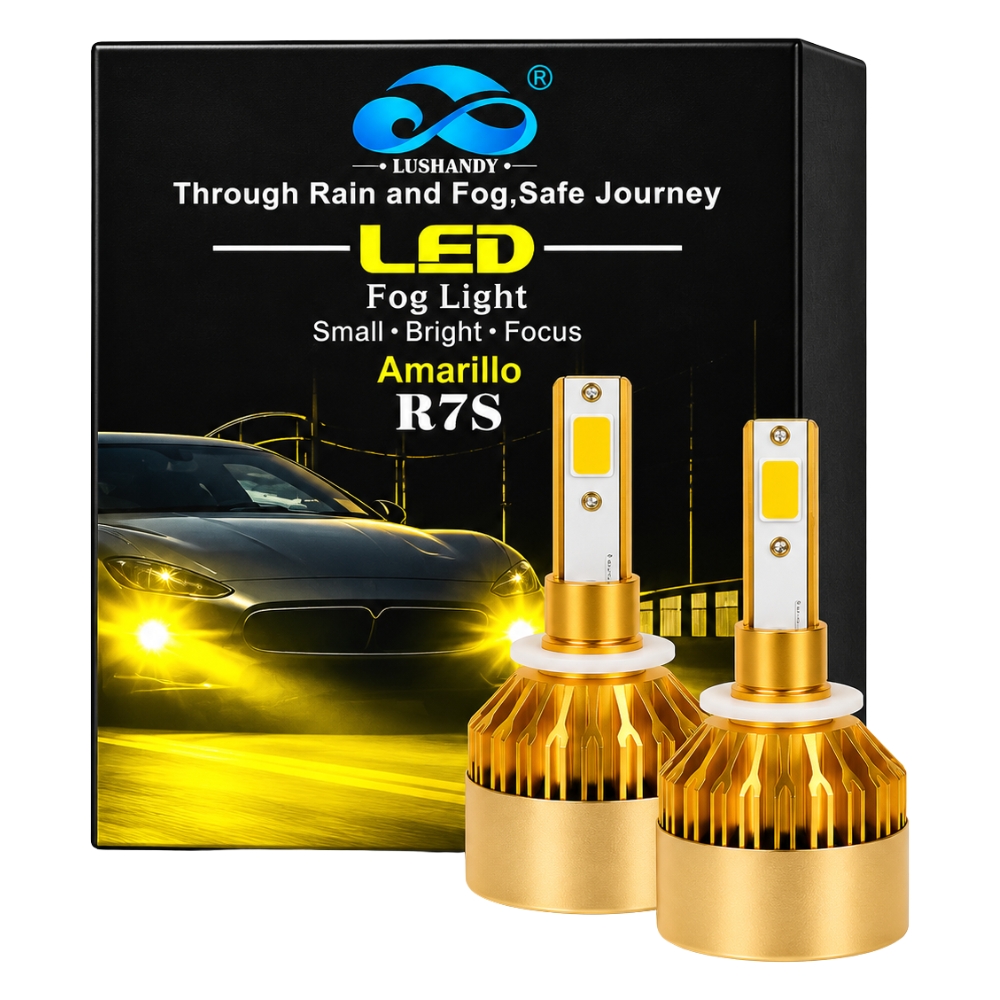 ®
LUSHANDY
Through Rain and Fog,Safe Journey
LED
Fog Light
Small • Bright • Focus
Amarillo
R7S